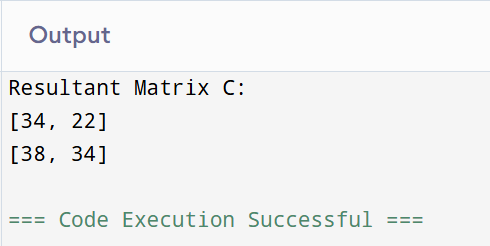 Output
Resultant Matrix C:
[34, 22]
[38, 34]
=== Code Execution Successful ===